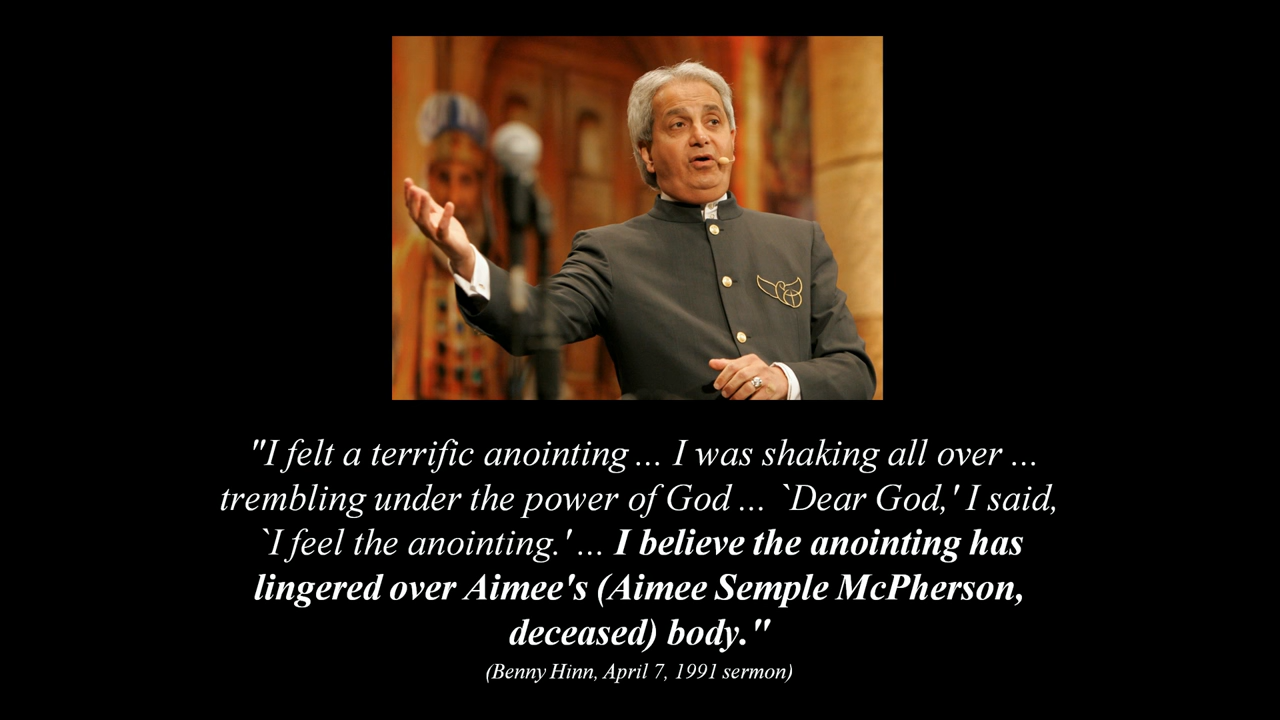 "I felt a terrific anointing ... I was shaking all over ...
trembling under the power of God ... `Dear God,' I said,
`I feel the anointing.' ... I believe the anointing has
lingered over Aimee's (Aimee Semple McPherson,
deceased) body."
(Benny Hinn, April 7, 1991 sermon)